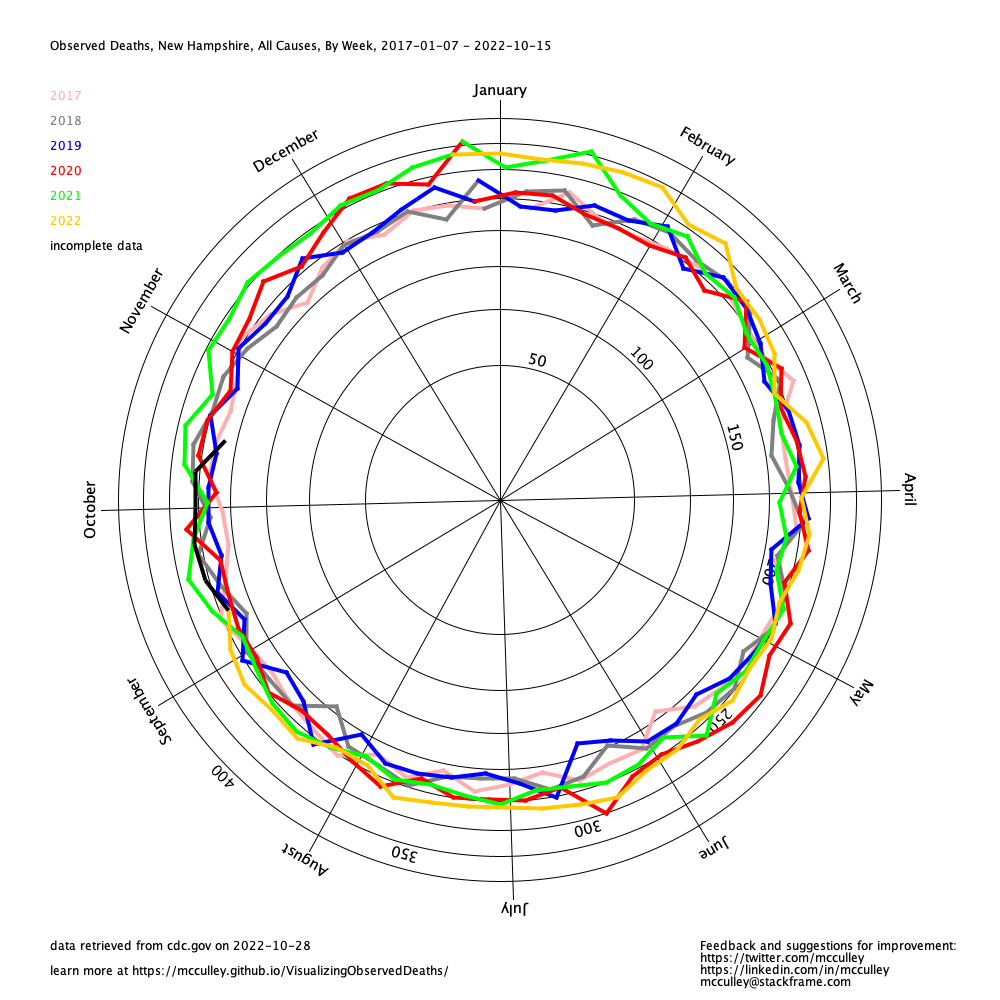 Observed Deaths, New Hampshire, All Causes, By Week, 2017-01-07 - 2022-10-15
2017
2018
2019
2020
2021
2022
incomplete data
January
February
March
April
May
June
July
August
September
October
November
December
50
100
150
200
250
300
350
400
data retrieved from cdc.gov on 2022-10-28
learn more at https://mcculley.github.io/VisualizingObservedDeaths/
Feedback and suggestions for improvement:
https://twitter.com/mcculley
https://linkedin.com/in/mcculley
mcculley@stackframe.com